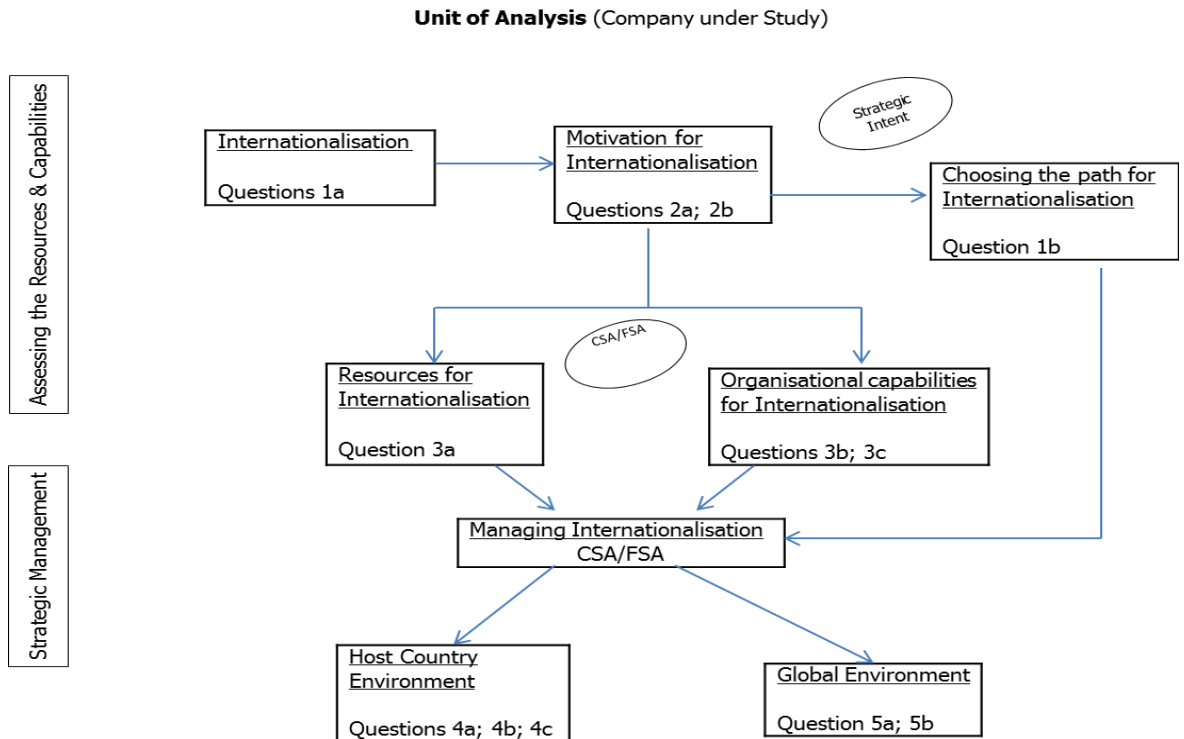 Unit of Analysis (Company under Study)
Assessing the Resources & Capabilities
Internationalisation
Questions 1a
Motivation for
Internationalisation
Questions 2a; 2b
Strategic
Intent
Choosing the path for
Internationalisation
Question 1b
CSA/FSA
Resources for
Internationalisation
Question 3a
Organisational capabilities
for Internationalisation
Questions 3b; 3c
Strategic Management
Managing Internationalisation
CSA/FSA
Host Country
Environment
Questions 4a; 4b; 4c
Global Environment
Question 5a; 5b